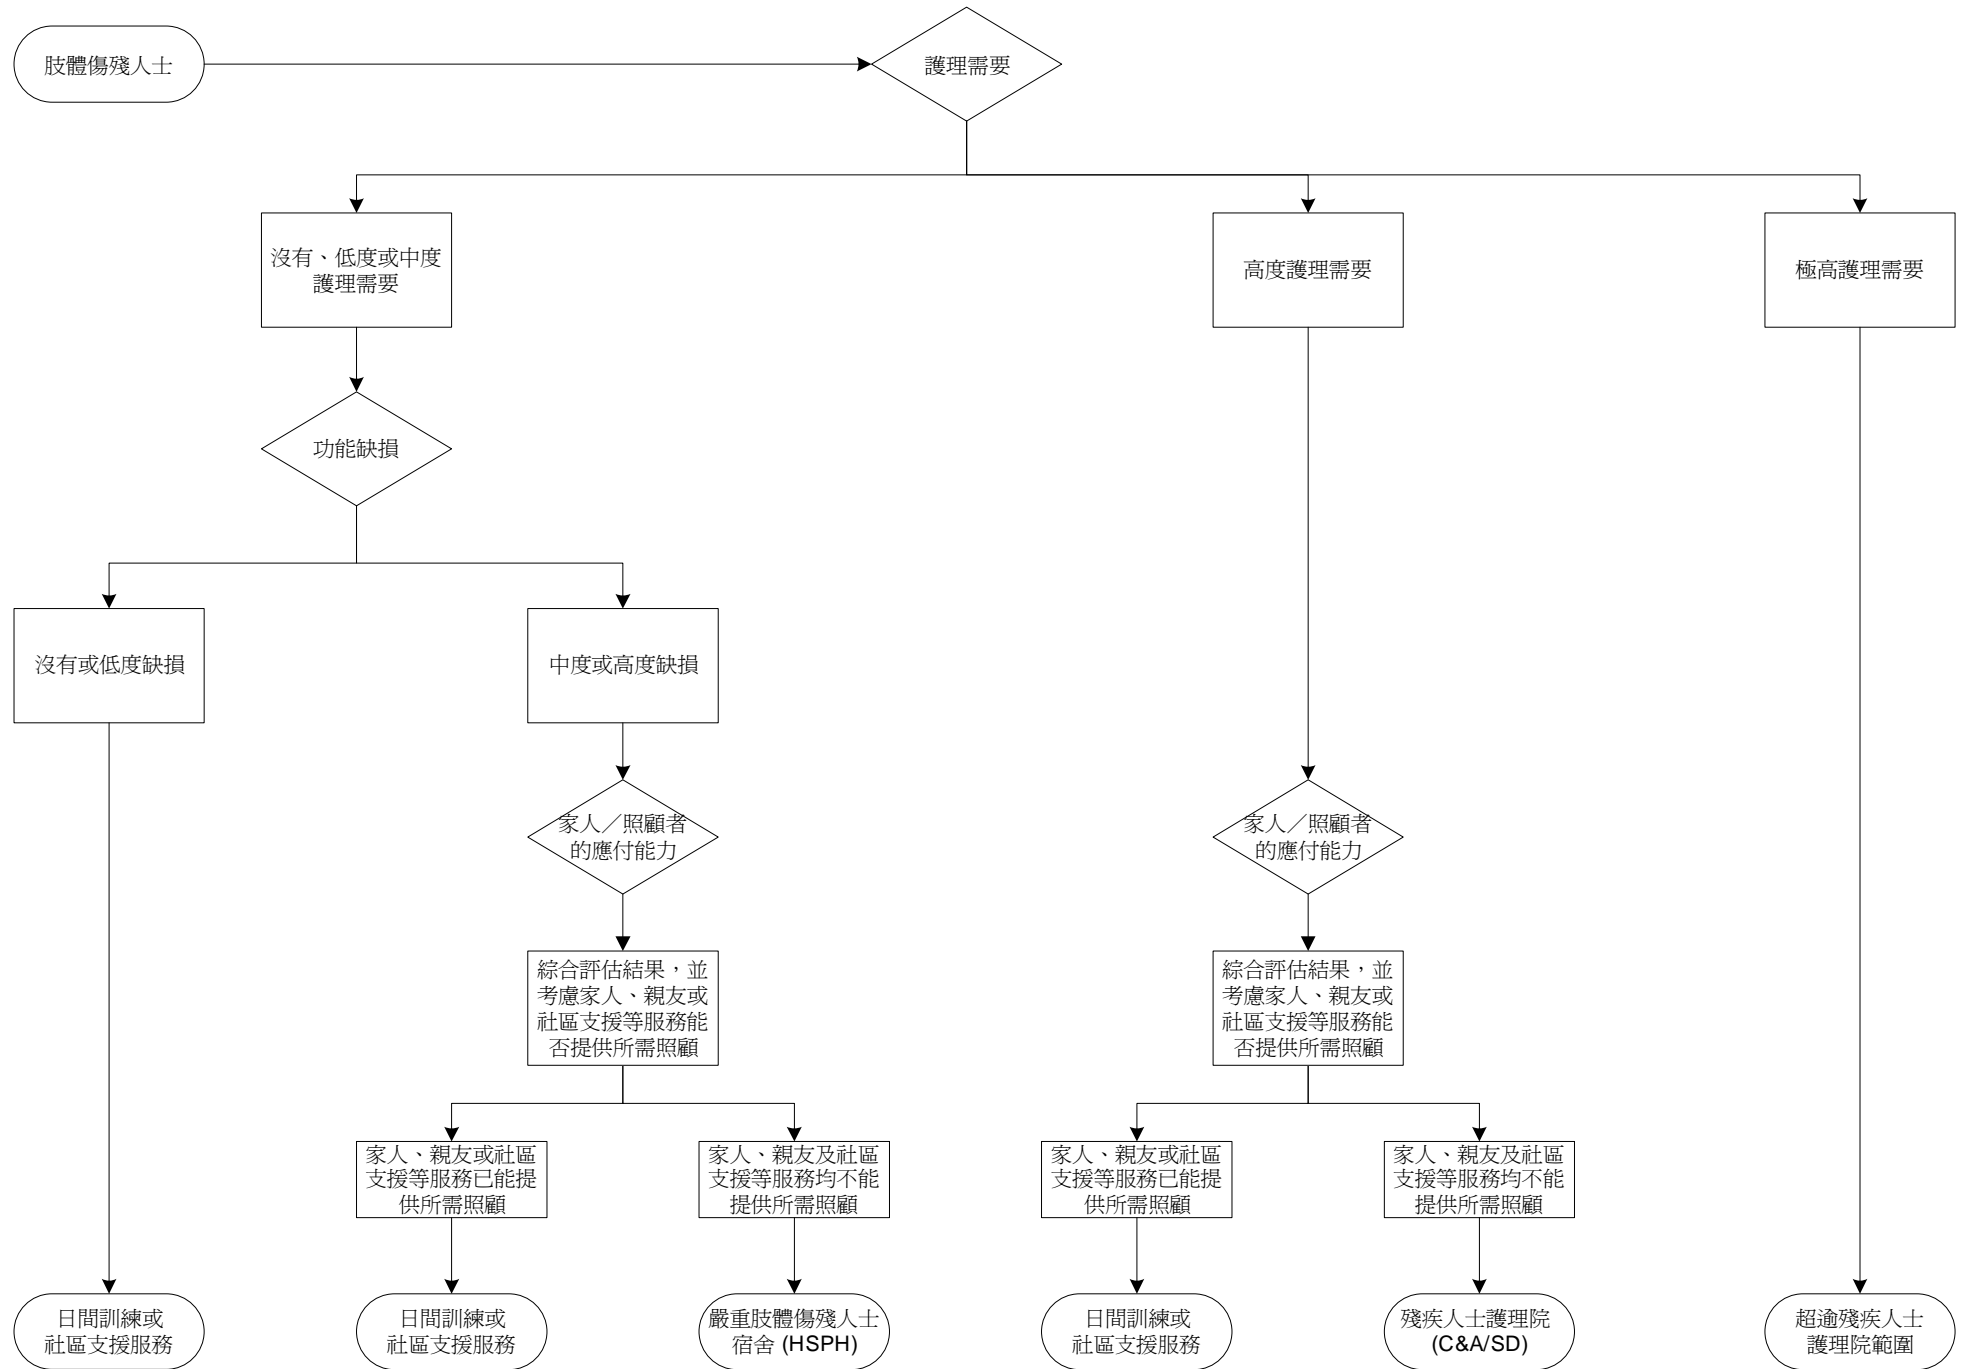 肢體傷殘人士
護理需要
沒有、低度或中度
護理需要
高度護理需要
極高護理需要
功能缺損
沒有或低度缺損
中度或高度缺損
家人／照顧者
的應付能力
家人／照顧者
的應付能力
綜合評估結果，並
考慮家人、親友或
社區支援等服務能
否提供所需照顧
綜合評估結果，並
考慮家人、親友或
社區支援等服務能
否提供所需照顧
家人、親友或社區
支援等服務已能提
供所需照顧
家人、親友及社區
支援等服務均不能
提供所需照顧
家人、親友或社區
支援等服務已能提
供所需照顧
家人、親友及社區
支援等服務均不能
提供所需照顧
日間訓練或
社區支援服務
日間訓練或
社區支援服務
嚴重肢體傷殘人士
宿舍 (HSPH)
日間訓練或
社區支援服務
殘疾人士護理院
(C&A/SD)
超逾殘疾人士
護理院範圍